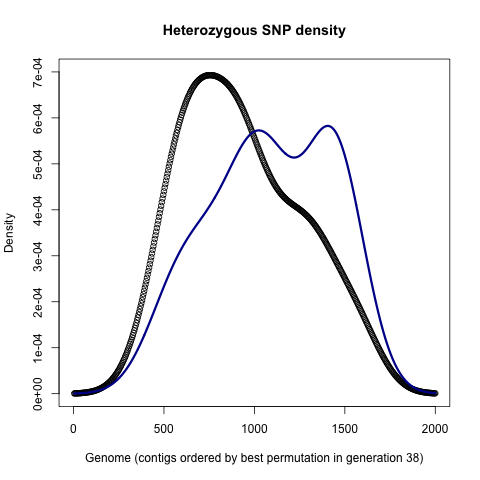 Heterozygous SNP density
Density
7e-04
6e-04
5e-04
4e-04
3e-04
2e-04
1e-04
0e+00
0 500 1000 1500 2000
Genome (contigs ordered by best permutation in generation 38)